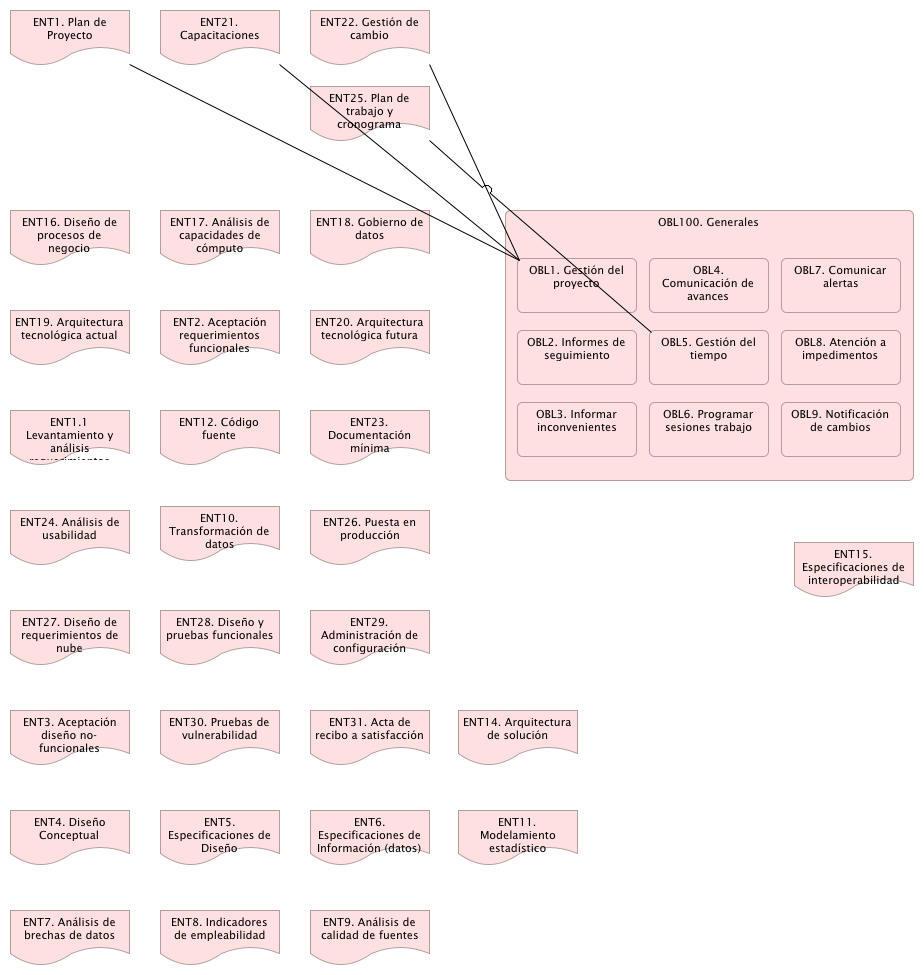 ENT1. Plan de
Proyecto
ENT21.
Capacitaciones
ENT22. Gestión de
cambio
ENT25. Plan de
trabajo y
cronograma
ENT16. Diseño de
procesos de
negocio
ENT17. Análisis de
capacidades de
cómputo
ENT18. Gobierno de
datos
OBL100. Generales
OBL1. Gestión del
proyecto
OBL4.
Comunicación de
avances
OBL7. Comunicar
alertas
OBL2. Informes de
seguimiento
OBL5. Gestión del
tiempo
OBL8. Atención a
impedimentos
OBL3. Informar
inconvenientes
OBL6. Programar
sesiones trabajo
OBL9. Notificación
de cambios
ENT19. Arquitectura
tecnológica actual
ENT2. Aceptación
requerimientos
funcionales
ENT20. Arquitectura
tecnológica futura
ENT1.1
Levantamiento y
análisis
ENT12. Código
fuente
ENT23.
Documentación
mínima
ENT24. Análisis de
usabilidad
ENT10.
Transformación de
datos
ENT26. Puesta en
producción
ENT15.
Especificaciones de
interoperabilidad
ENT27. Diseño de
requerimientos de
nube
ENT28. Diseño y
pruebas funcionales
ENT29.
Administración de
configuración
ENT3. Aceptación
diseño no-
funcionales
ENT30. Pruebas de
vulnerabilidad
ENT31. Acta de
recibo a satisfacción
ENT14. Arquitectura
de solución
ENT4. Diseño
Conceptual
ENT5.
Especificaciones de
Diseño
ENT6.
Especificaciones de
Información (datos)
ENT11.
Modelamiento
estadístico
ENT7. Análisis de
brechas de datos
ENT8. Indicadores
de empleabilidad
ENT9. Análisis de
calidad de fuentes